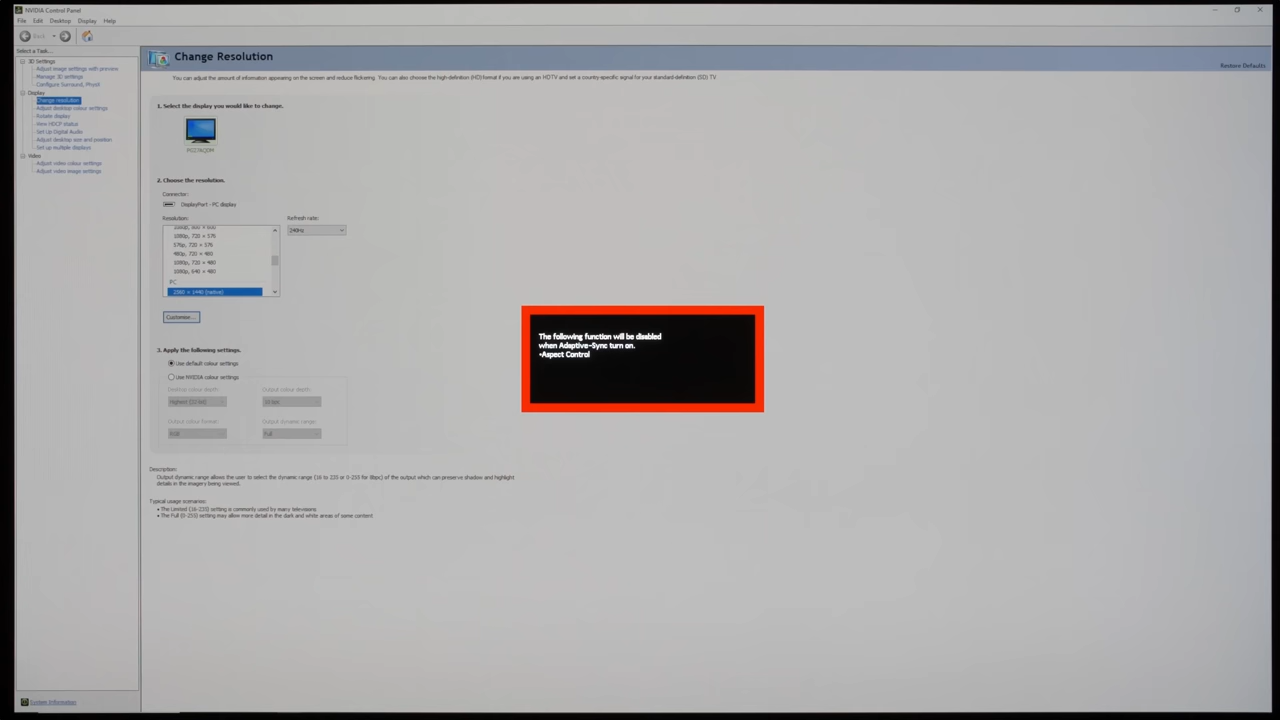 NVIDIA Control Panel
File Edit Desktop Display Help
Back
Select a Task...
3D Settings
Adjust image settings with preview
Manage 3D settings
Configure Surround, PhysX
Display
Change resolution
Adjust desktop colour settings
Rotate display
View HDCP status
Set Up Digital Audio
Adjust desktop size and position
Set up multiple displays
Video
Adjust video colour settings
Adjust video image settings
System Information
Change Resolution
Restore Defaults
You can adjust the amount of information appearing on the screen and reduce flickering. You can also choose the high-definition (HD) format if you are using an HDTV and set a country-specific signal for your standard-definition (SD) TV.
1. Select the display you would like to change.
2. Choose the resolution.
Connector:
DisplayPort - PC display
Resolution:
Refresh rate:
240Hz
1080p, 720 × 576
576p, 720 × 576
480p, 720 × 480
1080p, 720 × 480
1080p, 640 × 480
PC
2560 × 1440 (native)
Customise...
3. Apply the following settings.
Use default colour settings
Use NVIDIA colour settings
Desktop colour depth:
Output colour depth:
Highest (32-bit)
10 bpc
Output colour format:
Output dynamic range:
RGB
Full
The following function will be disabled
when Adaptive-Sync turn on.
•Aspect Control
Description:
Output dynamic range allows the user to select the dynamic range (16 to 235 or 0-255 for 8bpc) of the output which can preserve shadow and highlight
details in the imagery being viewed.
Typical usage scenarios:
• The Limited (16-235) setting is commonly used by many televisions
• The Full (0-255) setting may allow more detail in the dark and white areas of some content